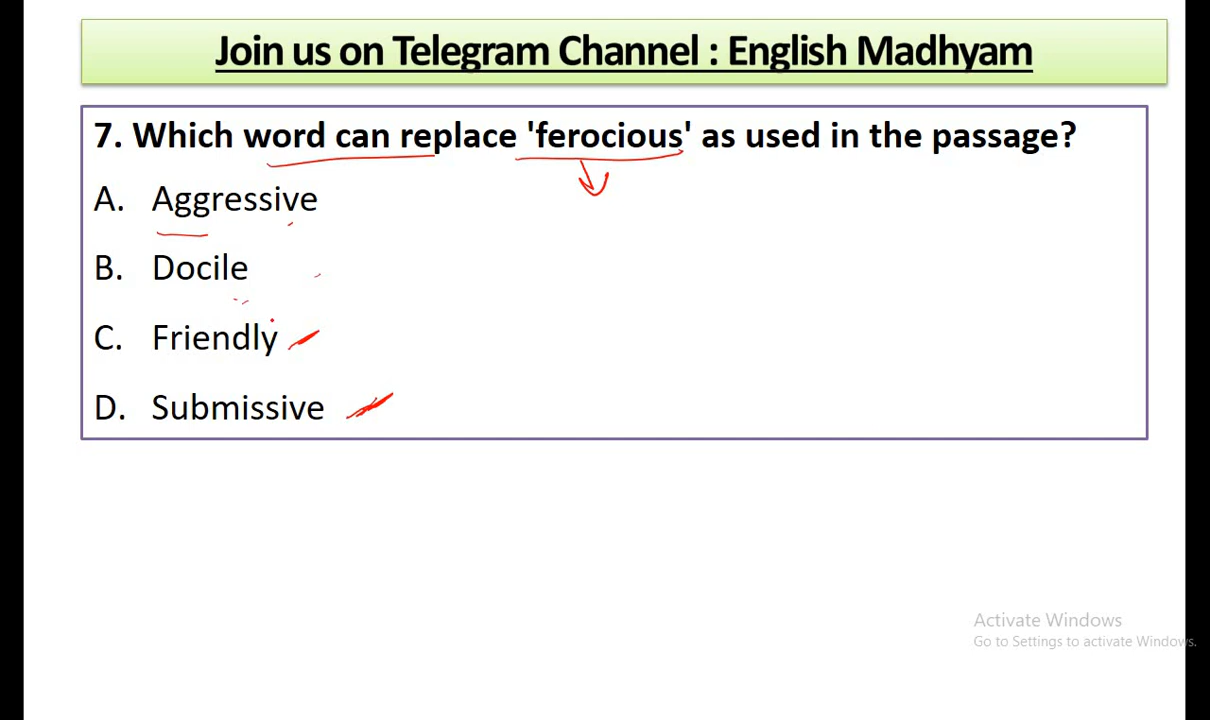 Join us on Telegram Channel : English Madhyam
7. Which word can replace 'ferocious' as used in the passage?
A. Aggressive
B. Docile
C. Friendly
D. Submissive
Activate Windows
Go to Settings to activate Windows.